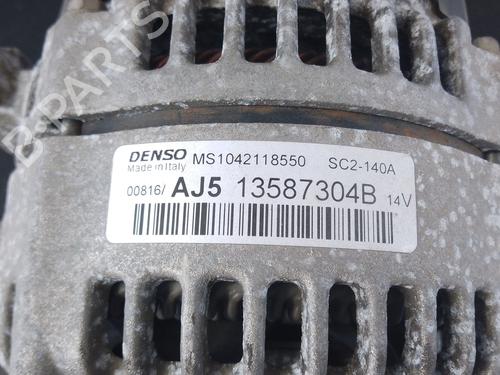 DENSO MS1042118550 SC2-140A
Made in Italy
00816/ AJ5 13587304B 14V
B-PARTS